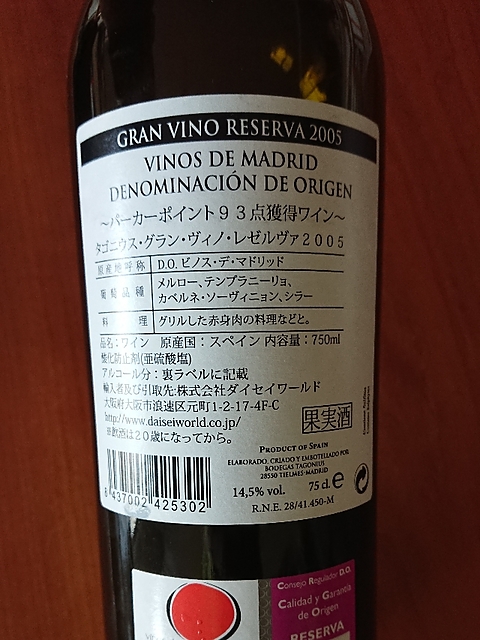 GRAN VINO RESERVA 2005
VINOS DE MADRID
DENOMINACIÓN DE ORIGEN
〜パーカーポイント93点獲得ワイン〜
タゴニウス・グラン・ヴィノ・レゼルヴァ2005
原産地呼称 D.O. ビノス・デ・マドリッド
葡萄品種 メルロー、テンプラニーリョ、
カベルネ・ソーヴィニョン、シラー
料理 グリルした赤身肉の料理などと。
品名：ワイン 原産国：スペイン 内容量：750ml
酸化防止剤(亜硫酸塩)
アルコール分：裏ラベルに記載
輸入者及び引取先:株式会社ダイセイワールド
大阪府大阪市浪速区元町1-2-17-4F-C
http://www.daiseiworld.co.jp/
※飲酒は20歳になってから。
果実酒
PRODUCT OF SPAIN
ELABORADO, CRIADO Y EMBOTELLADO POR:
BODEGAS TAGONIUS
28550 TIELMES-MADRID
14,5% vol. 75 cl. e
R.N.E. 28/41.450-M
8 437002 425302
Consejo Regulador D.O.
Calidad y Garantía
de Origen
RESERVA